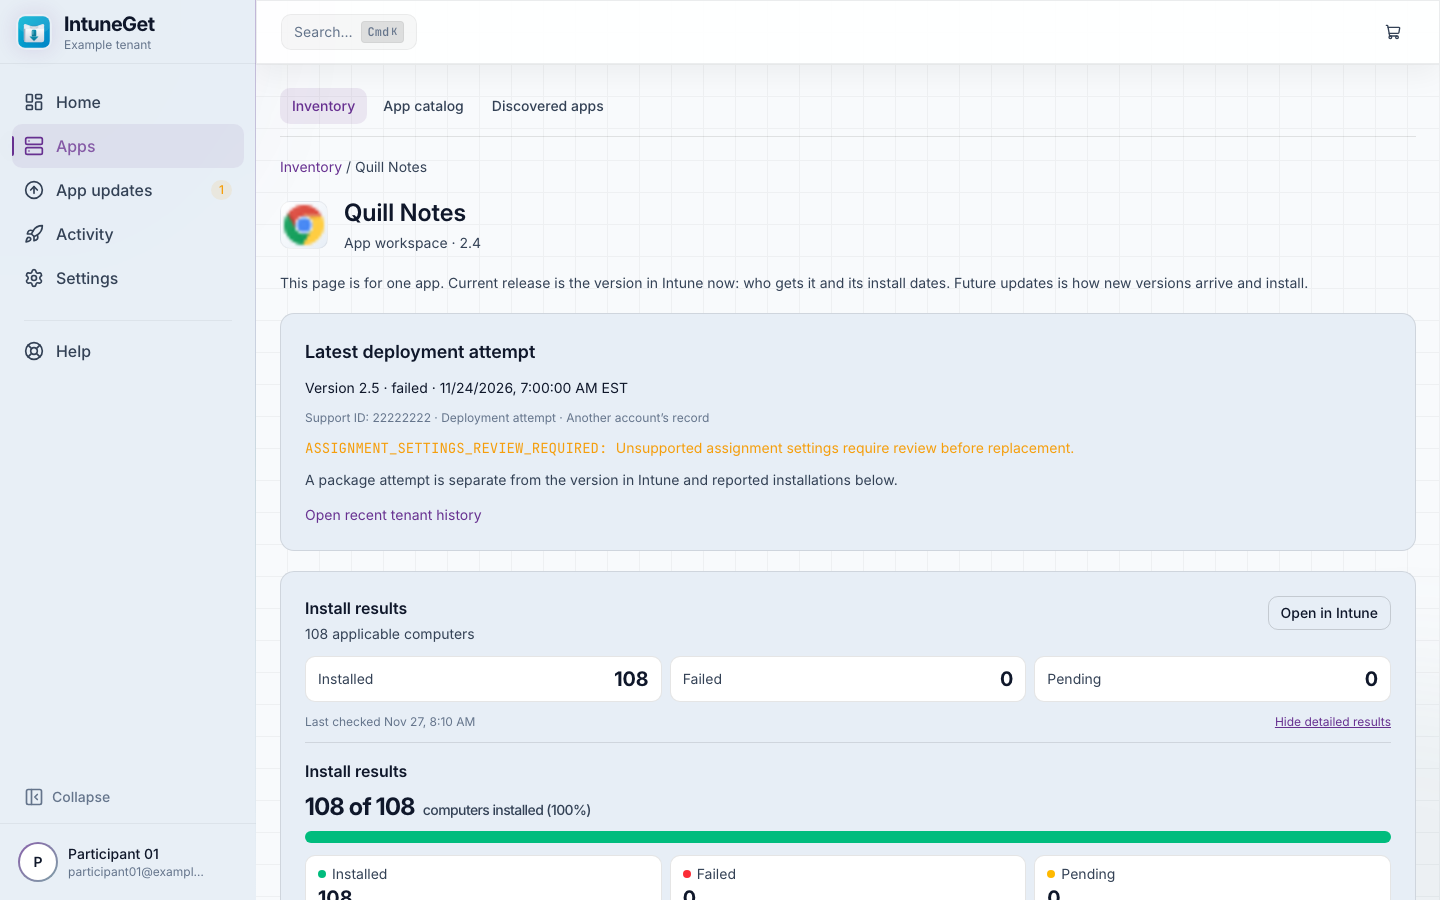 IntuneGet
Example tenant
Home
Apps
App updates
1
Activity
Settings
Help
Collapse
P
Participant 01
participant01@exampl...
Search...
Cmd K
Inventory
App catalog
Discovered apps
Inventory / Quill Notes
Quill Notes
App workspace · 2.4
This page is for one app. Current release is the version in Intune now: who gets it and its install dates. Future updates is how new versions arrive and install.
Latest deployment attempt
Version 2.5 · failed · 11/24/2026, 7:00:00 AM EST
Support ID: 22222222 · Deployment attempt · Another account’s record
ASSIGNMENT_SETTINGS_REVIEW_REQUIRED: Unsupported assignment settings require review before replacement.
A package attempt is separate from the version in Intune and reported installations below.
Open recent tenant history
Install results
108 applicable computers
Open in Intune
Installed 108
Failed 0
Pending 0
Last checked Nov 27, 8:10 AM
Hide detailed results
Install results
108 of 108 computers installed (100%)
Installed
108
Failed
0
Pending
0